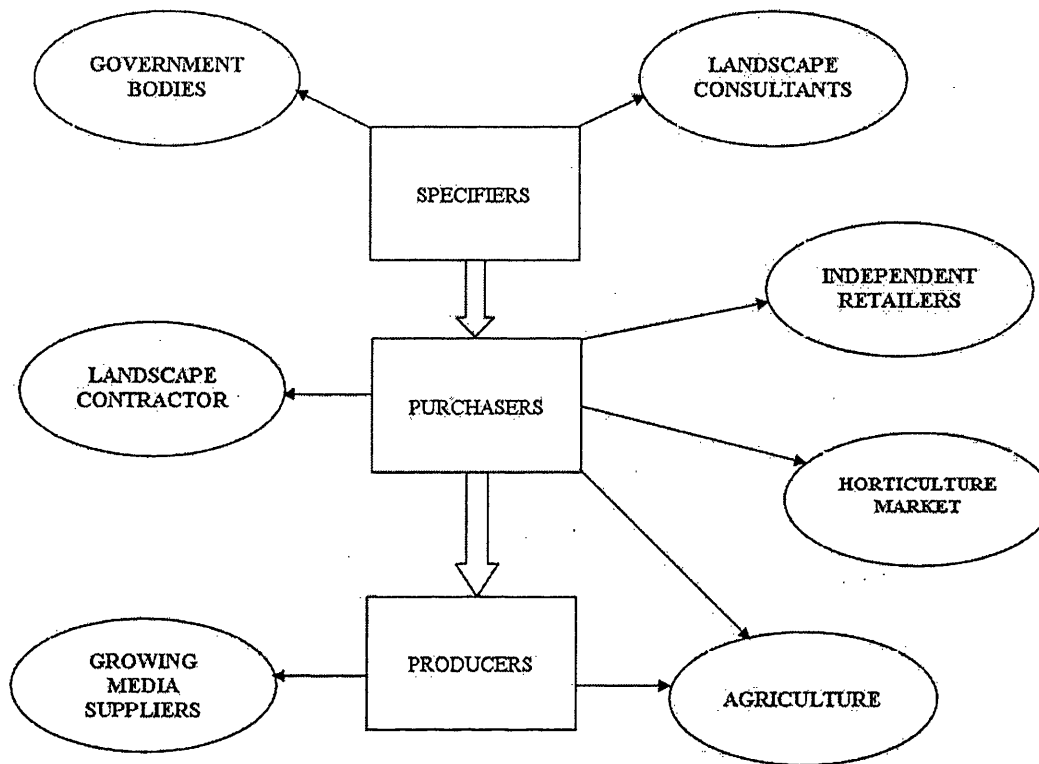 GOVERNMENT
BODIES
LANDSCAPE
CONSULTANTS
SPECIFIERS
INDEPENDENT
RETAILERS
LANDSCAPE
CONTRACTOR
PURCHASERS
HORTICULTURE
MARKET
GROWING
MEDIA
SUPPLIERS
PRODUCERS
AGRICULTURE